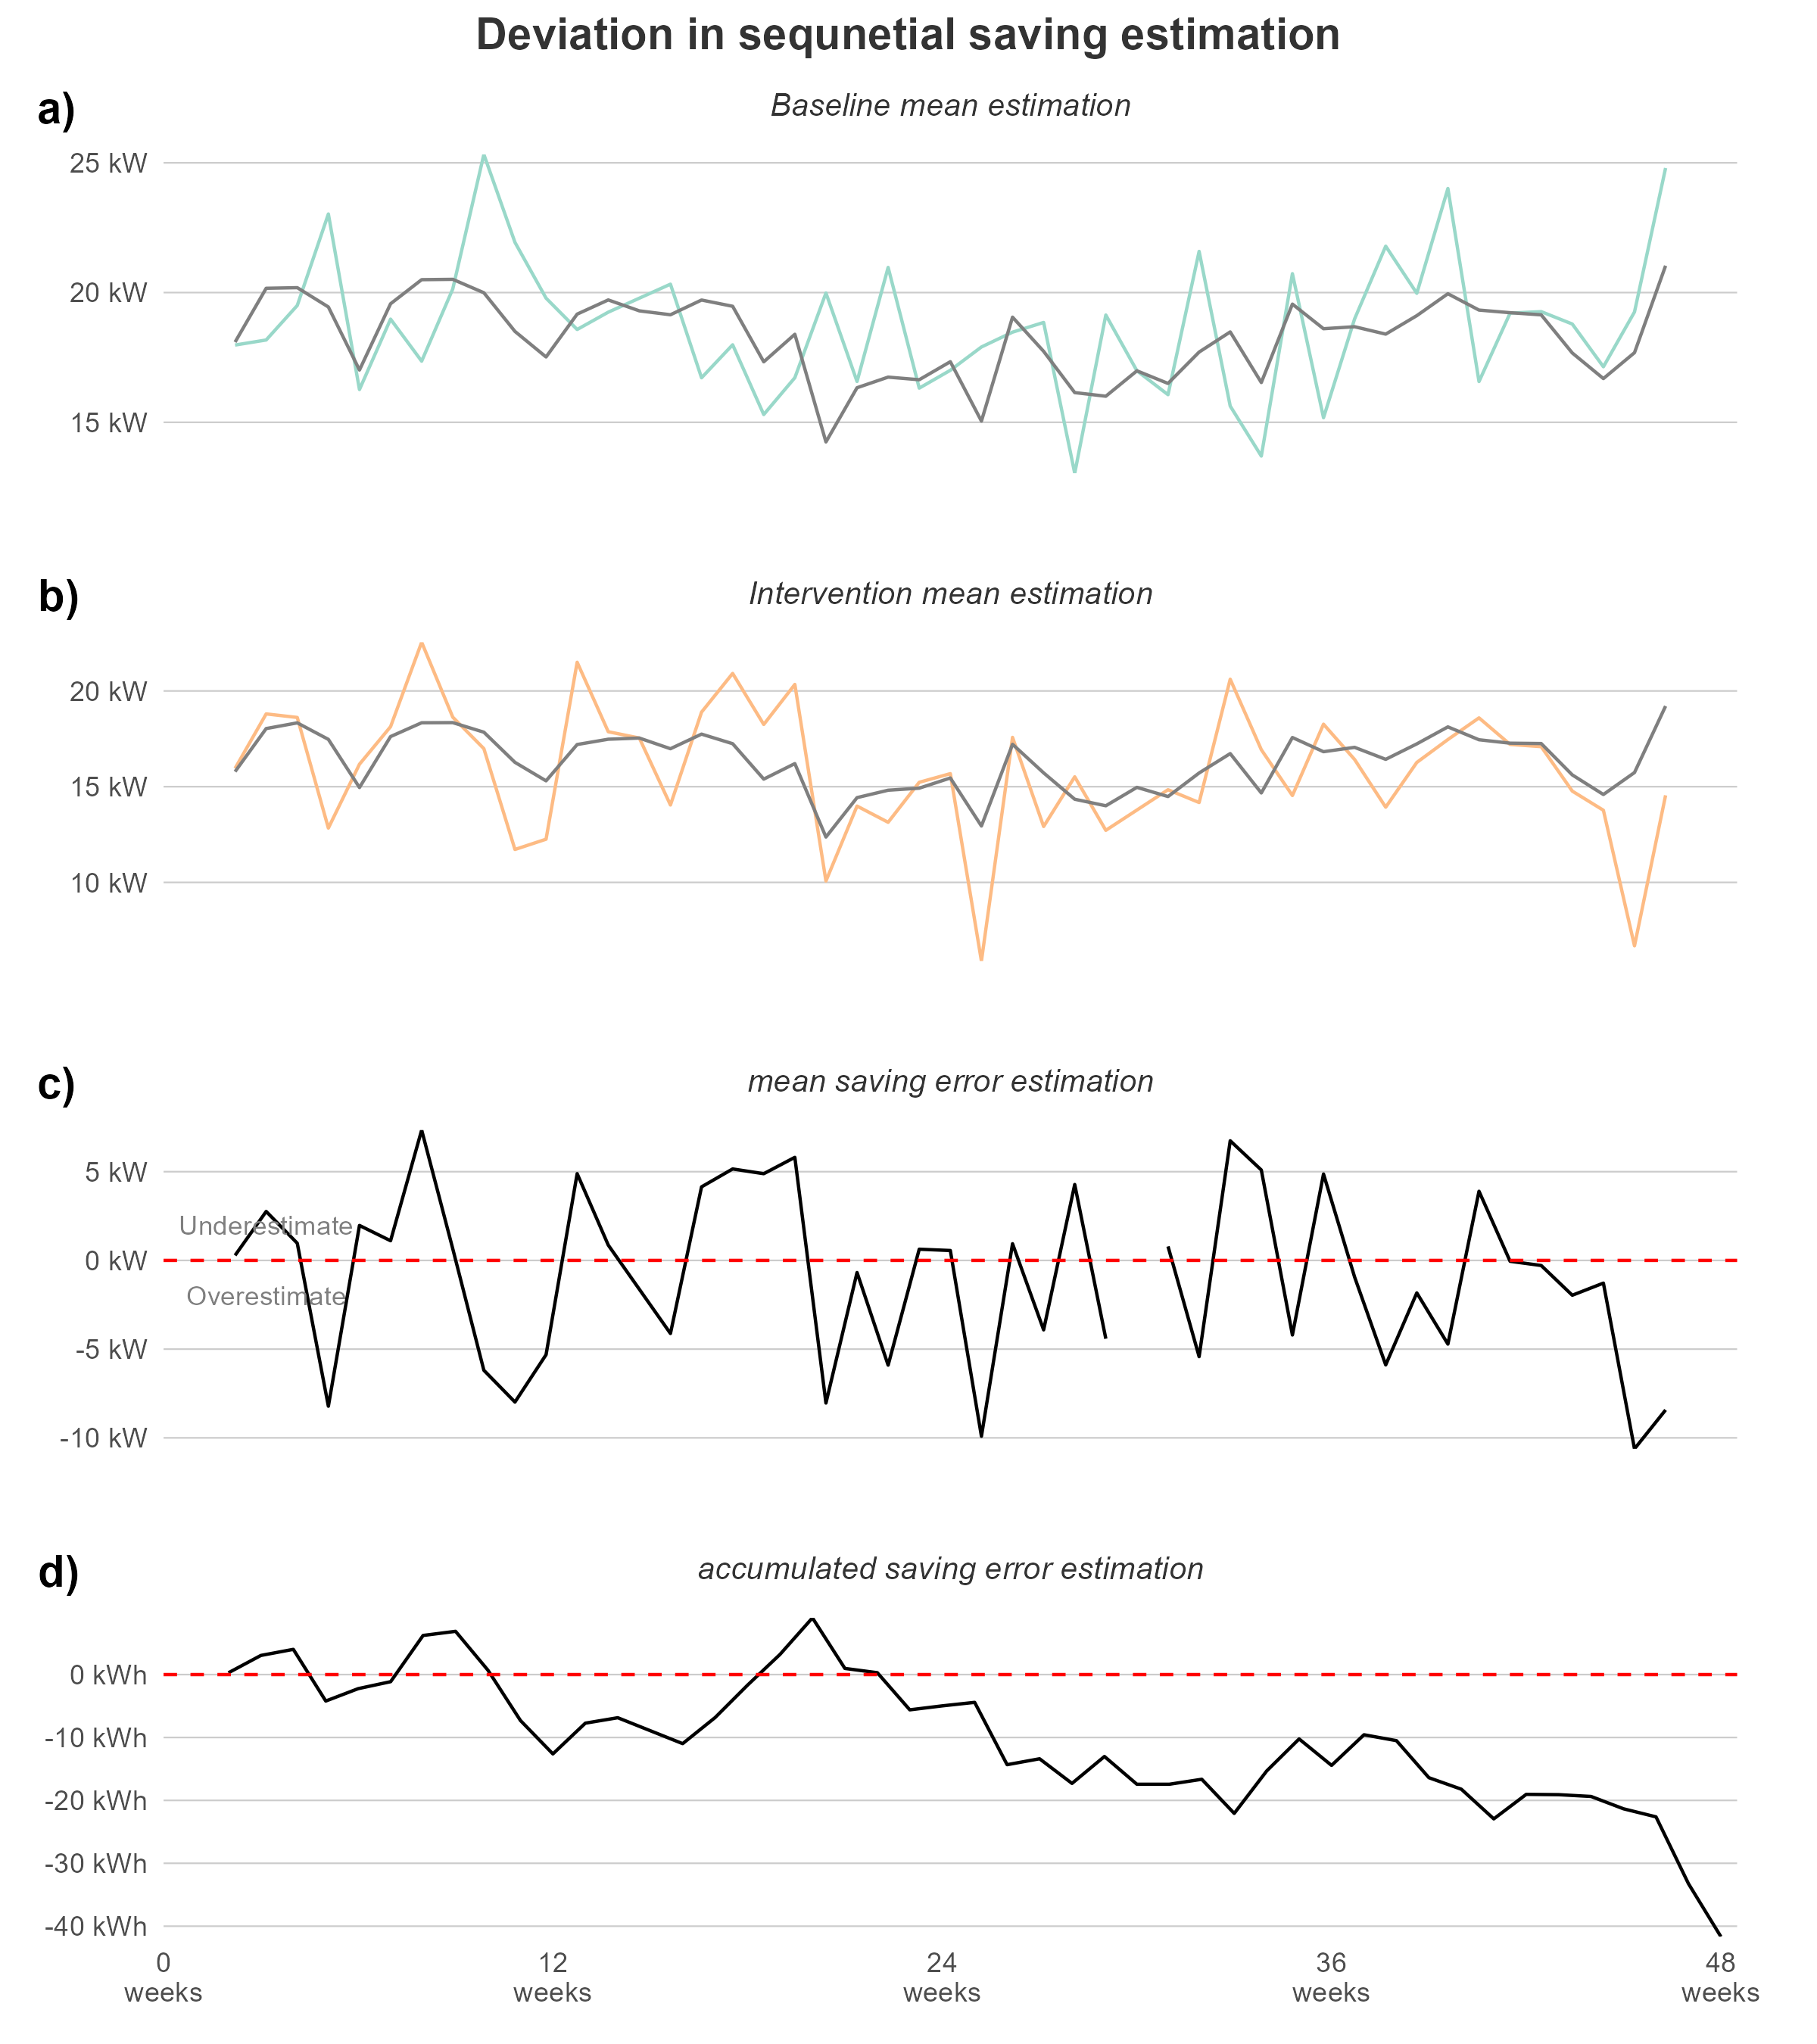 Deviation in sequnetial saving estimation
a)
Baseline mean estimation
25 kW
20 kW
15 kW
b)
Intervention mean estimation
20 kW
15 kW
10 kW
c)
mean saving error estimation
5 kW
Underestimate
0 kW
Overestimate
-5 kW
-10 kW
d)
accumulated saving error estimation
0 kWh
-10 kWh
-20 kWh
-30 kWh
-40 kWh
0 12 24 36 48
weeks weeks weeks weeks weeks